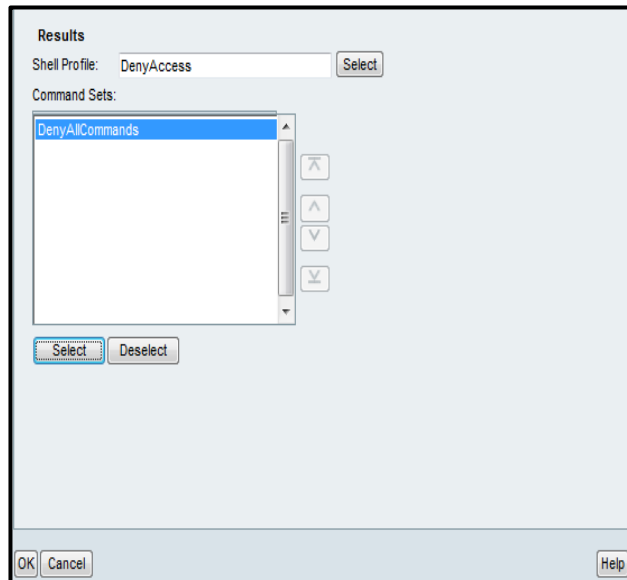 Results
Shell Profile: DenyAccess Select
Command Sets:
DenyAllCommands
Select Deselect
OK Cancel Help